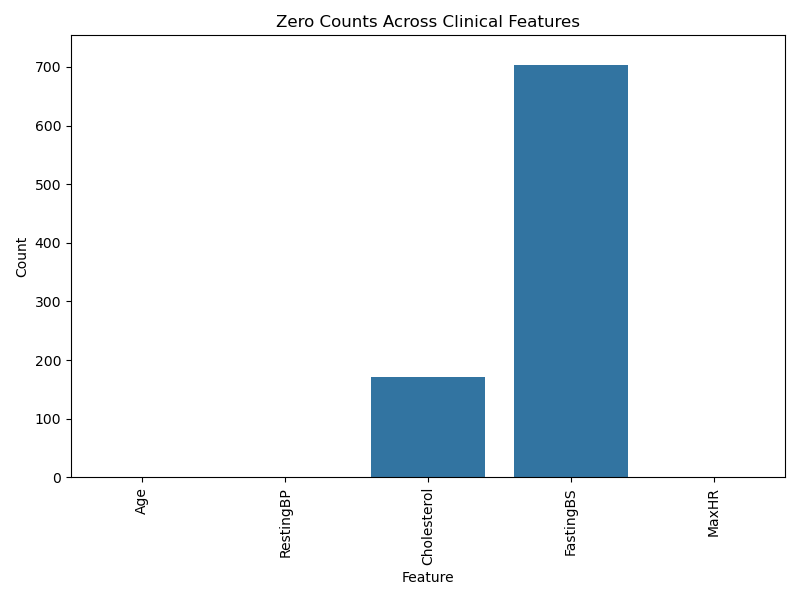 Zero Counts Across Clinical Features
Count
700
600
500
400
300
200
100
0
Age
RestingBP
Cholesterol
FastingBS
MaxHR
Feature